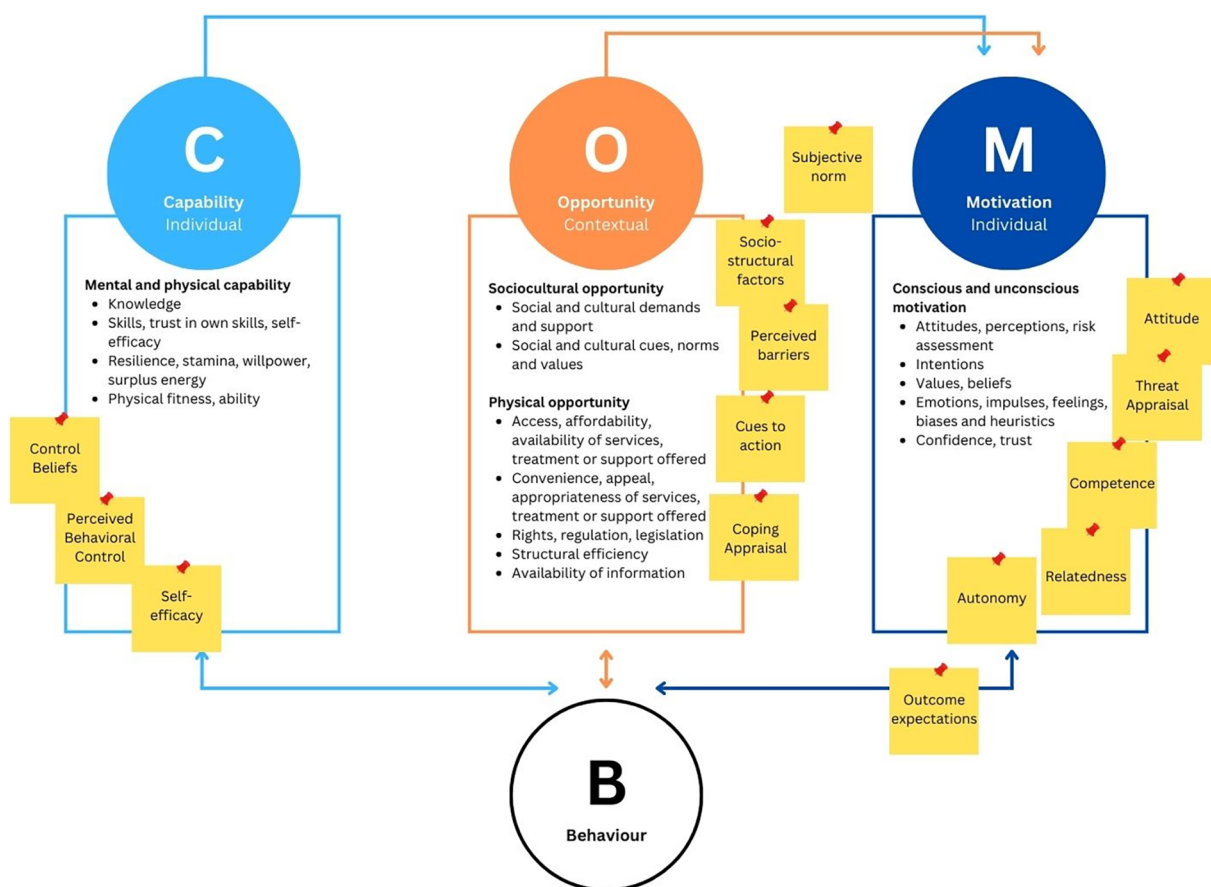 C
Capability
Individual
Mental and physical capability
• Knowledge
• Skills, trust in own skills, self-
efficacy
• Resilience, stamina, willpower,
surplus energy
• Physical fitness, ability
Control
Beliefs
Perceived
Behavioral
Control
Self-
efficacy
O
Opportunity
Contextual
Sociocultural opportunity
• Social and cultural demands
and support
• Social and cultural cues, norms
and values
Physical opportunity
• Access, affordability,
availability of services,
treatment or support offered
• Convenience, appeal,
appropriateness of services,
treatment or support offered
• Rights, regulation, legislation
• Structural efficiency
• Availability of information
Subjective
norm
Socio-
structural
factors
Perceived
barriers
Cues to
action
Coping
Appraisal
M
Motivation
Individual
Conscious and unconscious
motivation
• Attitudes, perceptions, risk
assessment
• Intentions
• Values, beliefs
• Emotions, impulses, feelings,
biases and heuristics
• Confidence, trust
Attitude
Threat
Appraisal
Competence
Relatedness
Autonomy
Outcome
expectations
B
Behaviour